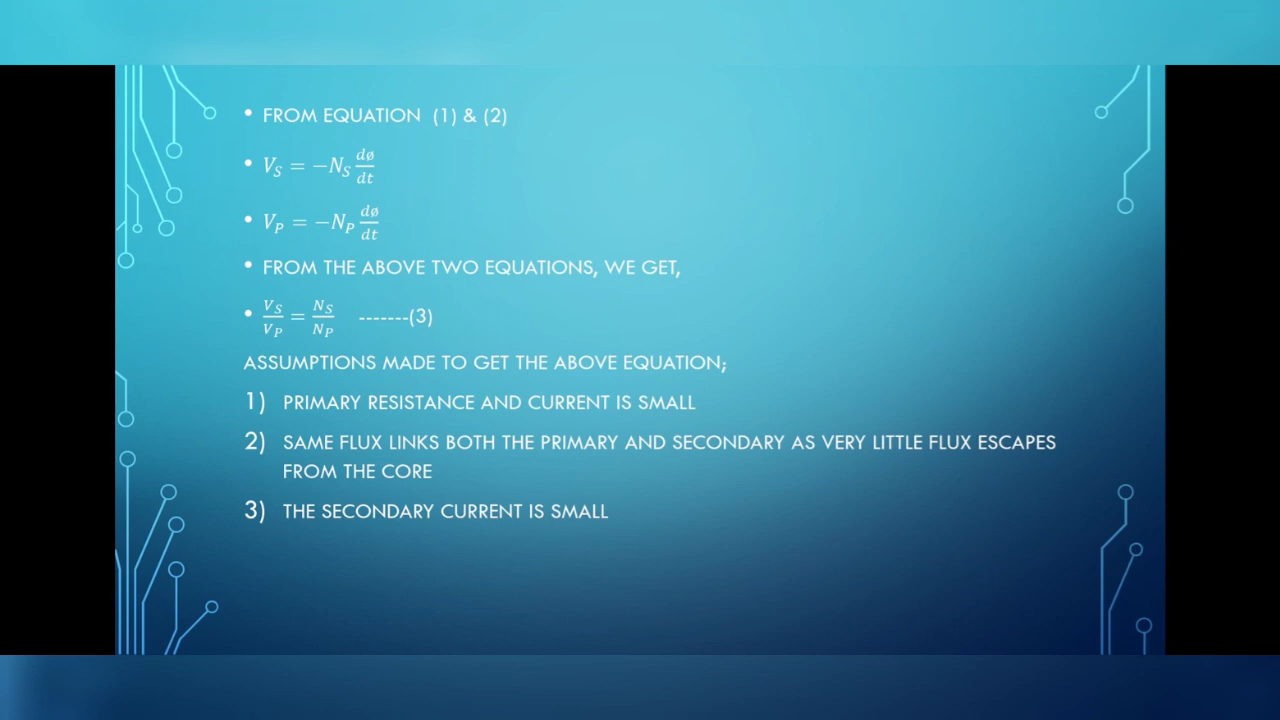 • FROM EQUATION (1) & (2)
• V_S = −N_S dø/dt
• V_P = −N_P dø/dt
• FROM THE ABOVE TWO EQUATIONS, WE GET,
• V_S/V_P = N_S/N_P -------(3)
ASSUMPTIONS MADE TO GET THE ABOVE EQUATION;
1) PRIMARY RESISTANCE AND CURRENT IS SMALL
2) SAME FLUX LINKS BOTH THE PRIMARY AND SECONDARY AS VERY LITTLE FLUX ESCAPES
FROM THE CORE
3) THE SECONDARY CURRENT IS SMALL